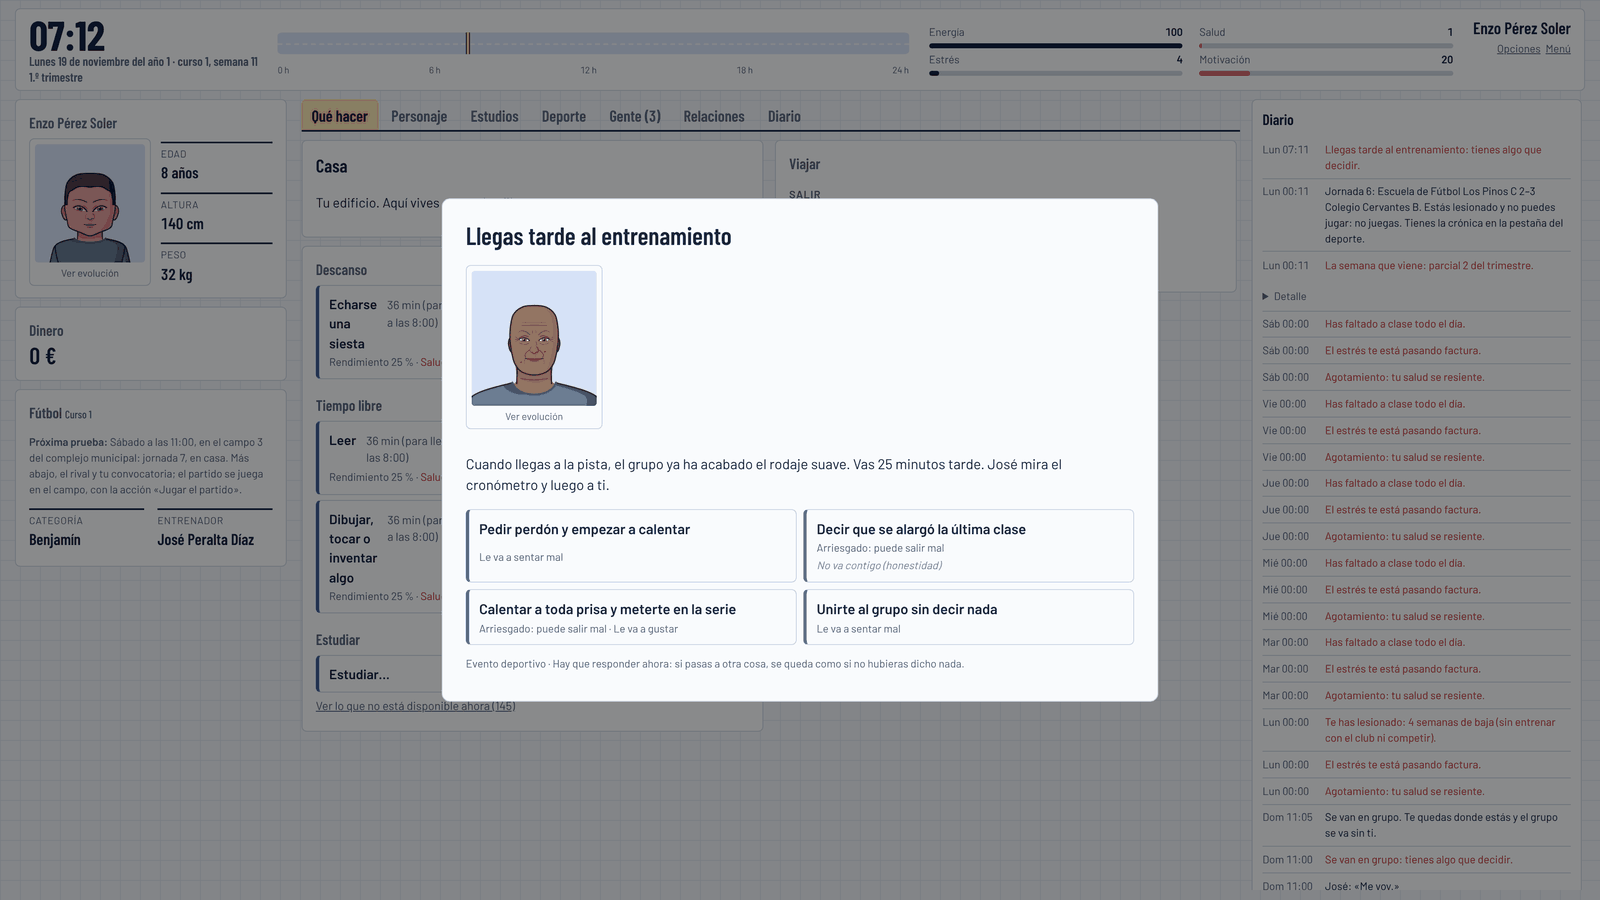 07:12
Lunes 19 de noviembre del año 1 · curso 1, semana 11
1.º trimestre
0 h
6 h
12 h
18 h
24 h
Energía
100
Estrés
4
Salud
1
Motivación
20
Enzo Pérez Soler
Opciones
Menú
Enzo Pérez Soler
Ver evolución
EDAD
8 años
ALTURA
140 cm
PESO
32 kg
Dinero
0 €
Fútbol Curso 1
Próxima prueba: Sábado a las 11:00, en el campo 3
del complejo municipal: jornada 7, en casa. Más
abajo, el rival y tu convocatoria: el partido se juega
en el campo, con la acción «Jugar el partido».
CATEGORÍA
Benjamín
ENTRENADOR
José Peralta Díaz
Qué hacer
Personaje
Estudios
Deporte
Gente (3)
Relaciones
Diario
Casa
Tu edificio. Aquí vives
Viajar
SALIR
Descanso
Echarse
una
siesta
36 min (par
a las 8:00)
Rendimiento 25 % · Salu
Tiempo libre
Leer
36 min (para lle
las 8:00)
Rendimiento 25 % · Salu
Dibujar,
tocar o
inventar
algo
36 min (par
a las 8:00)
Rendimiento 25 % · Salu
Estudiar
Estudiar...
Ver lo que no está disponible ahora (145)
Llegas tarde al entrenamiento
Ver evolución
Cuando llegas a la pista, el grupo ya ha acabado el rodaje suave. Vas 25 minutos tarde. José mira el
cronómetro y luego a ti.
Pedir perdón y empezar a calentar
Le va a sentar mal
Decir que se alargó la última clase
Arriesgado: puede salir mal
No va contigo (honestidad)
Calentar a toda prisa y meterte en la serie
Arriesgado: puede salir mal · Le va a gustar
Unirte al grupo sin decir nada
Le va a sentar mal
Evento deportivo · Hay que responder ahora: si pasas a otra cosa, se queda como si no hubieras dicho nada.
Diario
Lun 07:11
Llegas tarde al entrenamiento: tienes algo que
decidir.
Lun 00:11
Jornada 6: Escuela de Fútbol Los Pinos C 2–3
Colegio Cervantes B. Estás lesionado y no puedes
jugar: no juegas. Tienes la crónica en la pestaña del
deporte.
Lun 00:11
La semana que viene: parcial 2 del trimestre.
▶ Detalle
Sáb 00:00
Has faltado a clase todo el día.
Sáb 00:00
El estrés te está pasando factura.
Sáb 00:00
Agotamiento: tu salud se resiente.
Vie 00:00
Has faltado a clase todo el día.
Vie 00:00
El estrés te está pasando factura.
Vie 00:00
Agotamiento: tu salud se resiente.
Jue 00:00
Has faltado a clase todo el día.
Jue 00:00
El estrés te está pasando factura.
Jue 00:00
Agotamiento: tu salud se resiente.
Mié 00:00
Has faltado a clase todo el día.
Mié 00:00
El estrés te está pasando factura.
Mié 00:00
Agotamiento: tu salud se resiente.
Mar 00:00
Has faltado a clase todo el día.
Mar 00:00
El estrés te está pasando factura.
Mar 00:00
Agotamiento: tu salud se resiente.
Lun 00:00
Te has lesionado: 4 semanas de baja (sin entrenar
con el club ni competir).
Lun 00:00
El estrés te está pasando factura.
Lun 00:00
Agotamiento: tu salud se resiente.
Dom 11:05
Se van en grupo. Te quedas donde estás y el grupo
se va sin ti.
Dom 11:00
Se van en grupo: tienes algo que decidir.
Dom 11:00
José: «Me voy.»